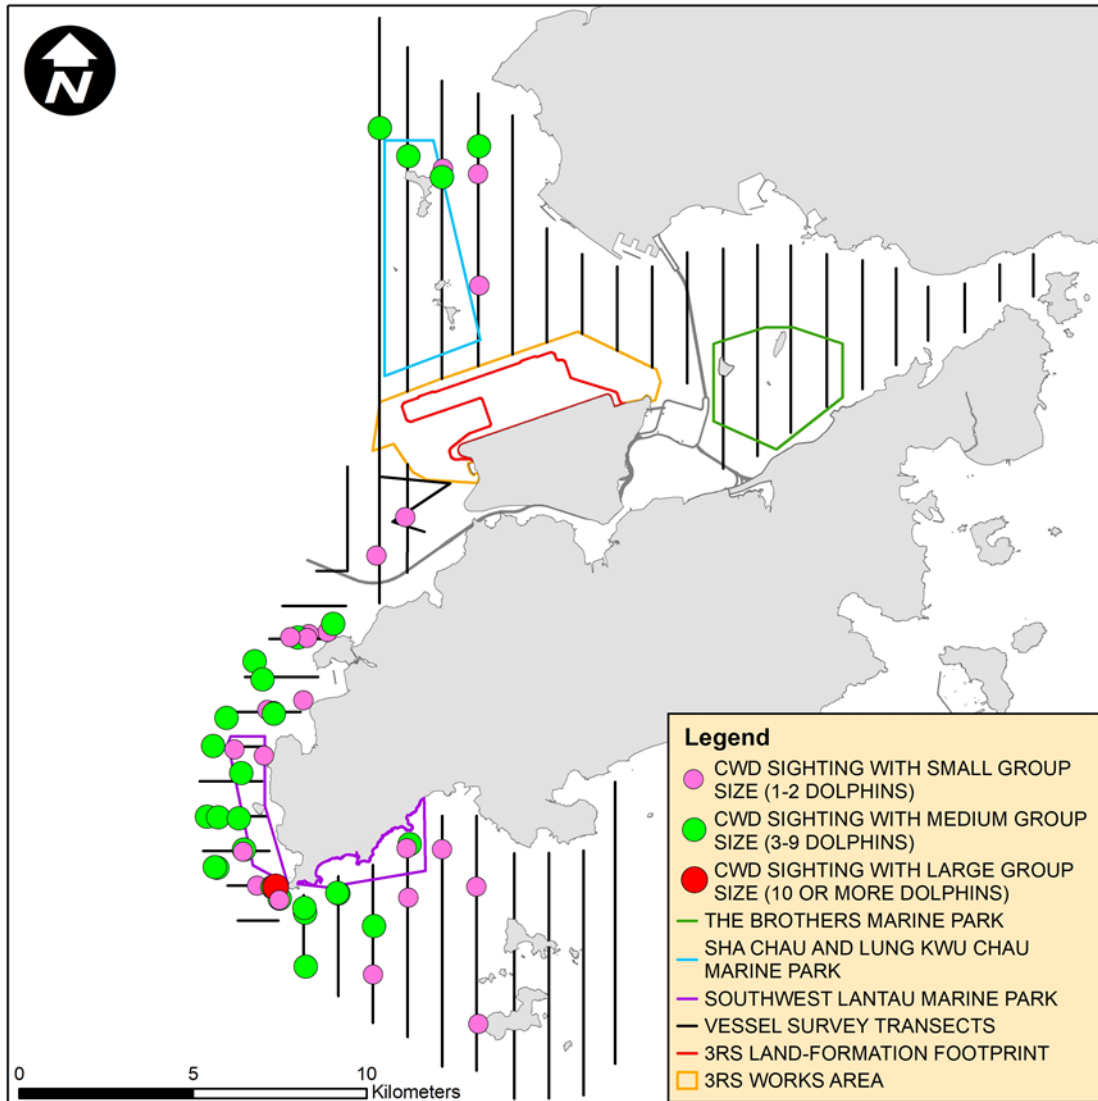 N
Legend
CWD SIGHTING WITH SMALL GROUP
SIZE (1-2 DOLPHINS)
CWD SIGHTING WITH MEDIUM GROUP
SIZE (3-9 DOLPHINS)
CWD SIGHTING WITH LARGE GROUP
SIZE (10 OR MORE DOLPHINS)
THE BROTHERS MARINE PARK
SHA CHAU AND LUNG KWU CHAU
MARINE PARK
SOUTHWEST LANTAU MARINE PARK
VESSEL SURVEY TRANSECTS
3RS LAND-FORMATION FOOTPRINT
3RS WORKS AREA
0 5 10
Kilometers